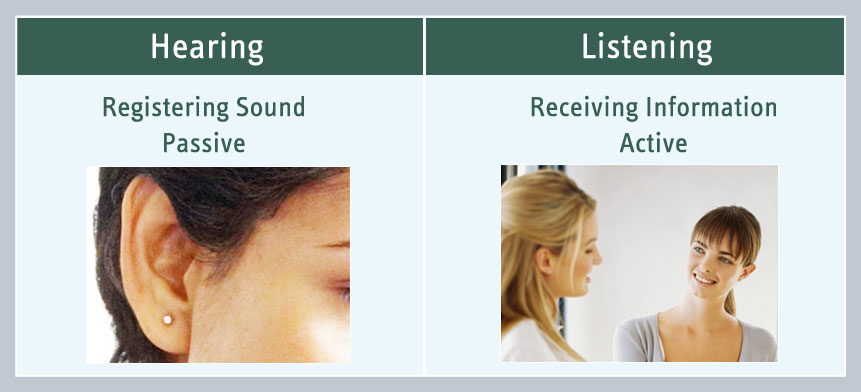 Hearing
Listening
Registering Sound
Passive
Receiving Information
Active